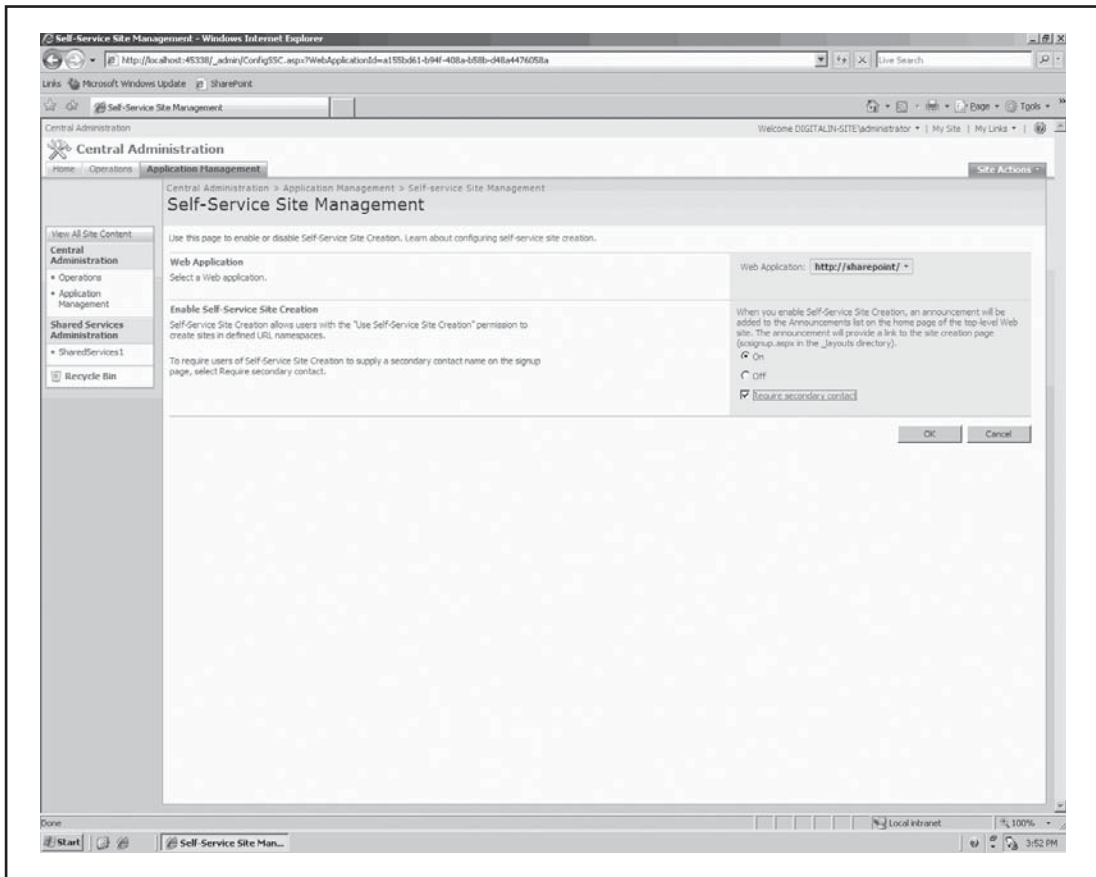 Self-Service Site Management - Windows Internet Explorer
http://localhost:45338/_admin/ConfigSSC.aspx?WebApplicationId=a155bd61-b94f-408a-b58b-d48a4476058a
Live Search
Links Microsoft Windows Update SharePoint
Self-Service Site Management
Page Tools
Central Administration
Welcome DIGITALIN-SITE\administrator | My Site | My Links
Central Administration
Home Operations Application Management
Site Actions
Central Administration > Application Management > Self-service Site Management
Self-Service Site Management
View All Site Content
Central Administration
• Operations
• Application Management
Shared Services Administration
• SharedServices1
Recycle Bin
Use this page to enable or disable Self-Service Site Creation. Learn about configuring self-service site creation.
Web Application
Select a Web application.
Web Application: http://sharepoint/
Enable Self-Service Site Creation
Self-Service Site Creation allows users with the "Use Self-Service Site Creation" permission to
create sites in defined URL namespaces.
To require users of Self-Service Site Creation to supply a secondary contact name on the signup
page, select Require secondary contact.
When you enable Self-Service Site Creation, an announcement will be
added to the Announcements list on the home page of the top-level Web
site. The announcement will provide a link to the site creation page
(scsignup.aspx in the _layouts directory).
On
Off
Require secondary contact
OK Cancel
Done
Local intranet
100%
Start
Self-Service Site Man...
3:52 PM